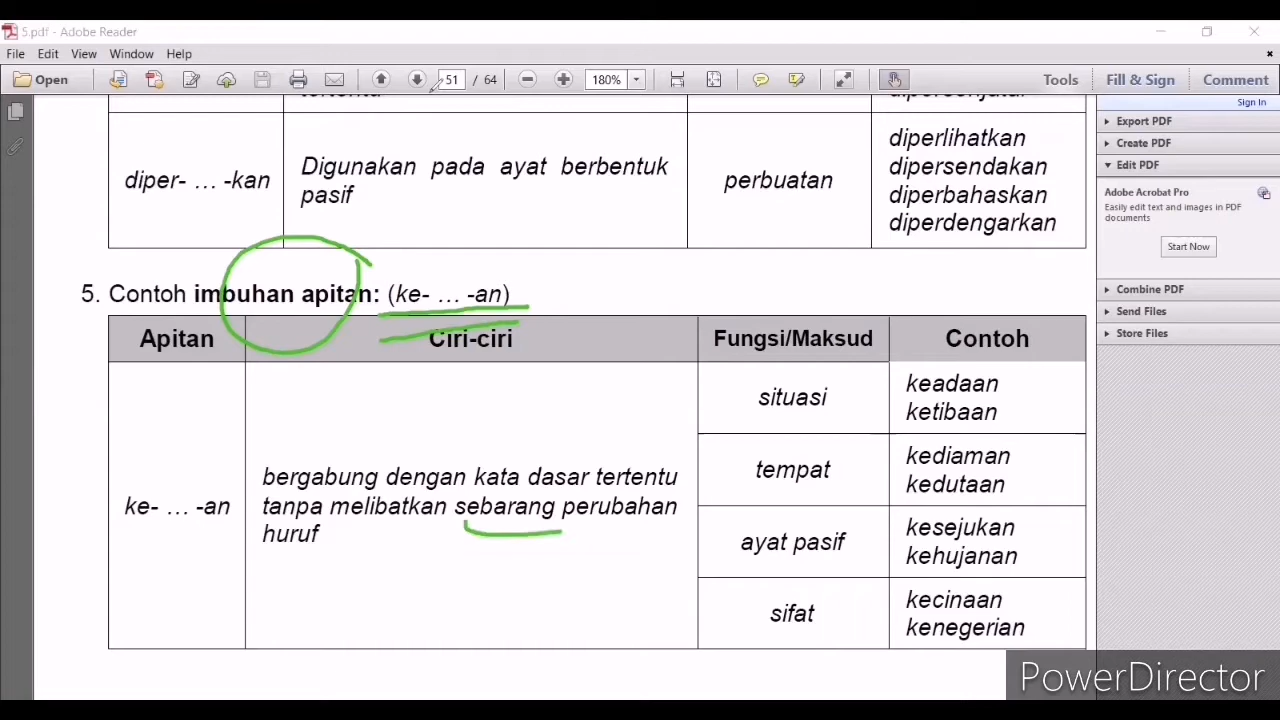 5.pdf - Adobe Reader
File Edit View Window Help
Open 51 / 64 180% Tools Fill & Sign Comment
Sign In
Export PDF
Create PDF
Edit PDF
Adobe Acrobat Pro
Easily edit text and images in PDF
documents
Start Now
Combine PDF
Send Files
Store Files
diper- … -kan
Digunakan pada ayat berbentuk
pasif
perbuatan
diperlihatkan
dipersendakan
diperbahaskan
diperdengarkan
5. Contoh imbuhan apitan: (ke- … -an)
Apitan Ciri-ciri Fungsi/Maksud Contoh
ke- … -an
bergabung dengan kata dasar tertentu
tanpa melibatkan sebarang perubahan
huruf
situasi
keadaan
ketibaan
tempat
kediaman
kedutaan
ayat pasif
kesejukan
kehujanan
sifat
kecinaan
kenegerian
PowerDirector